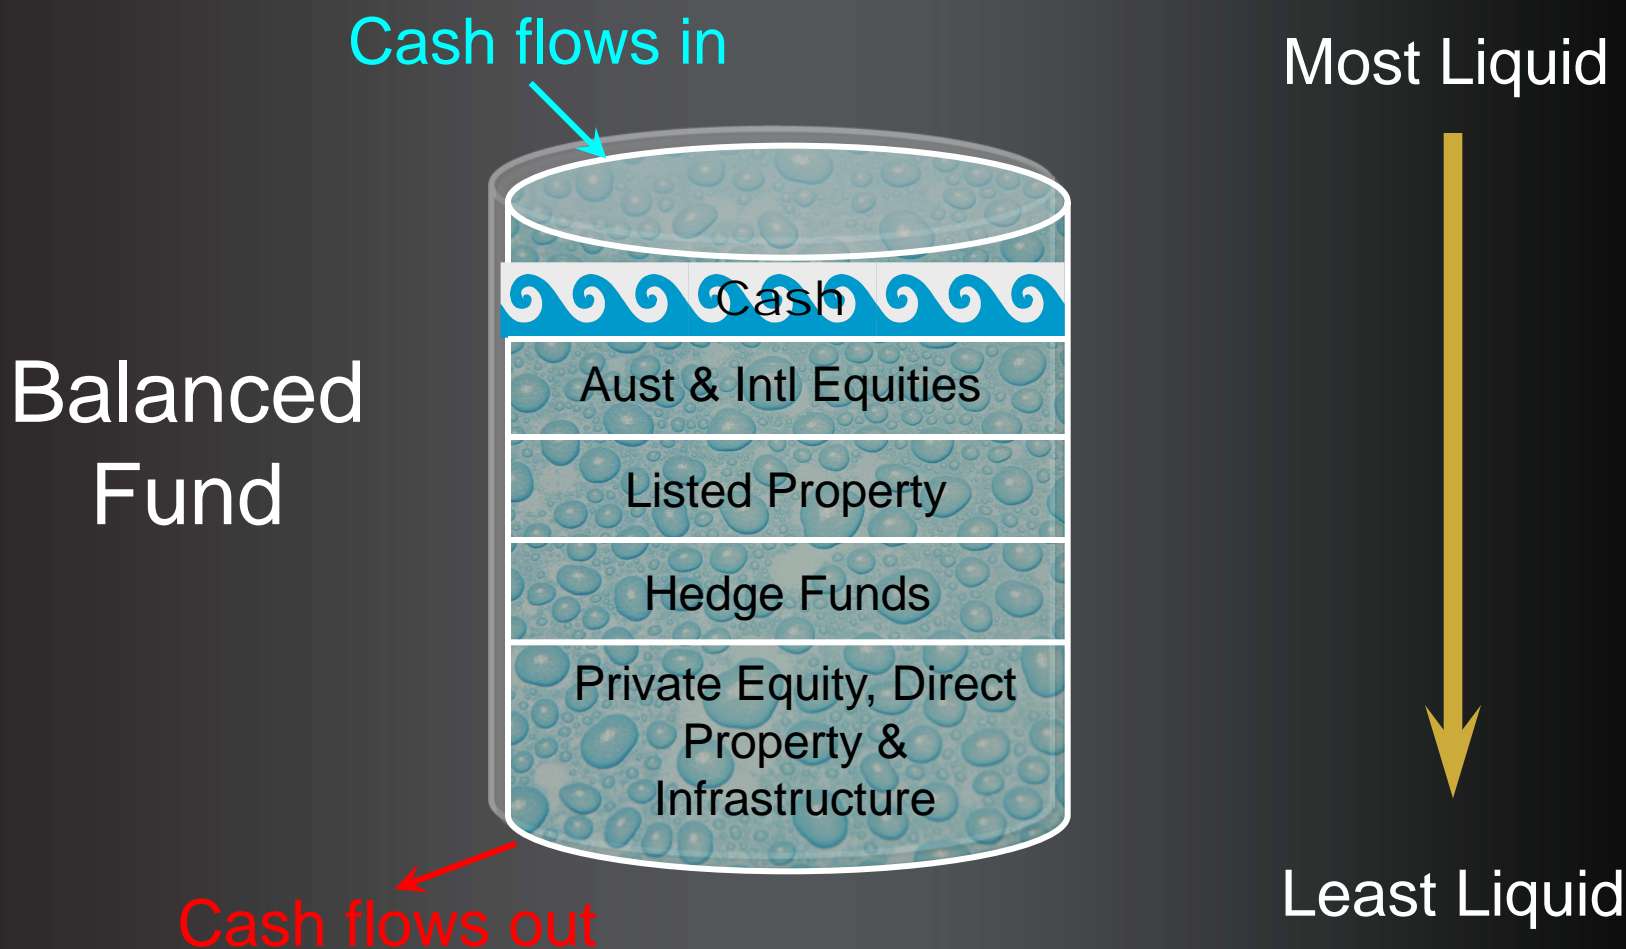 Cash flows in
Most Liquid
Cash
Balanced
Fund
Aust & Intl Equities
Listed Property
Hedge Funds
Private Equity, Direct
Property &
Infrastructure
Cash flows out
Least Liquid